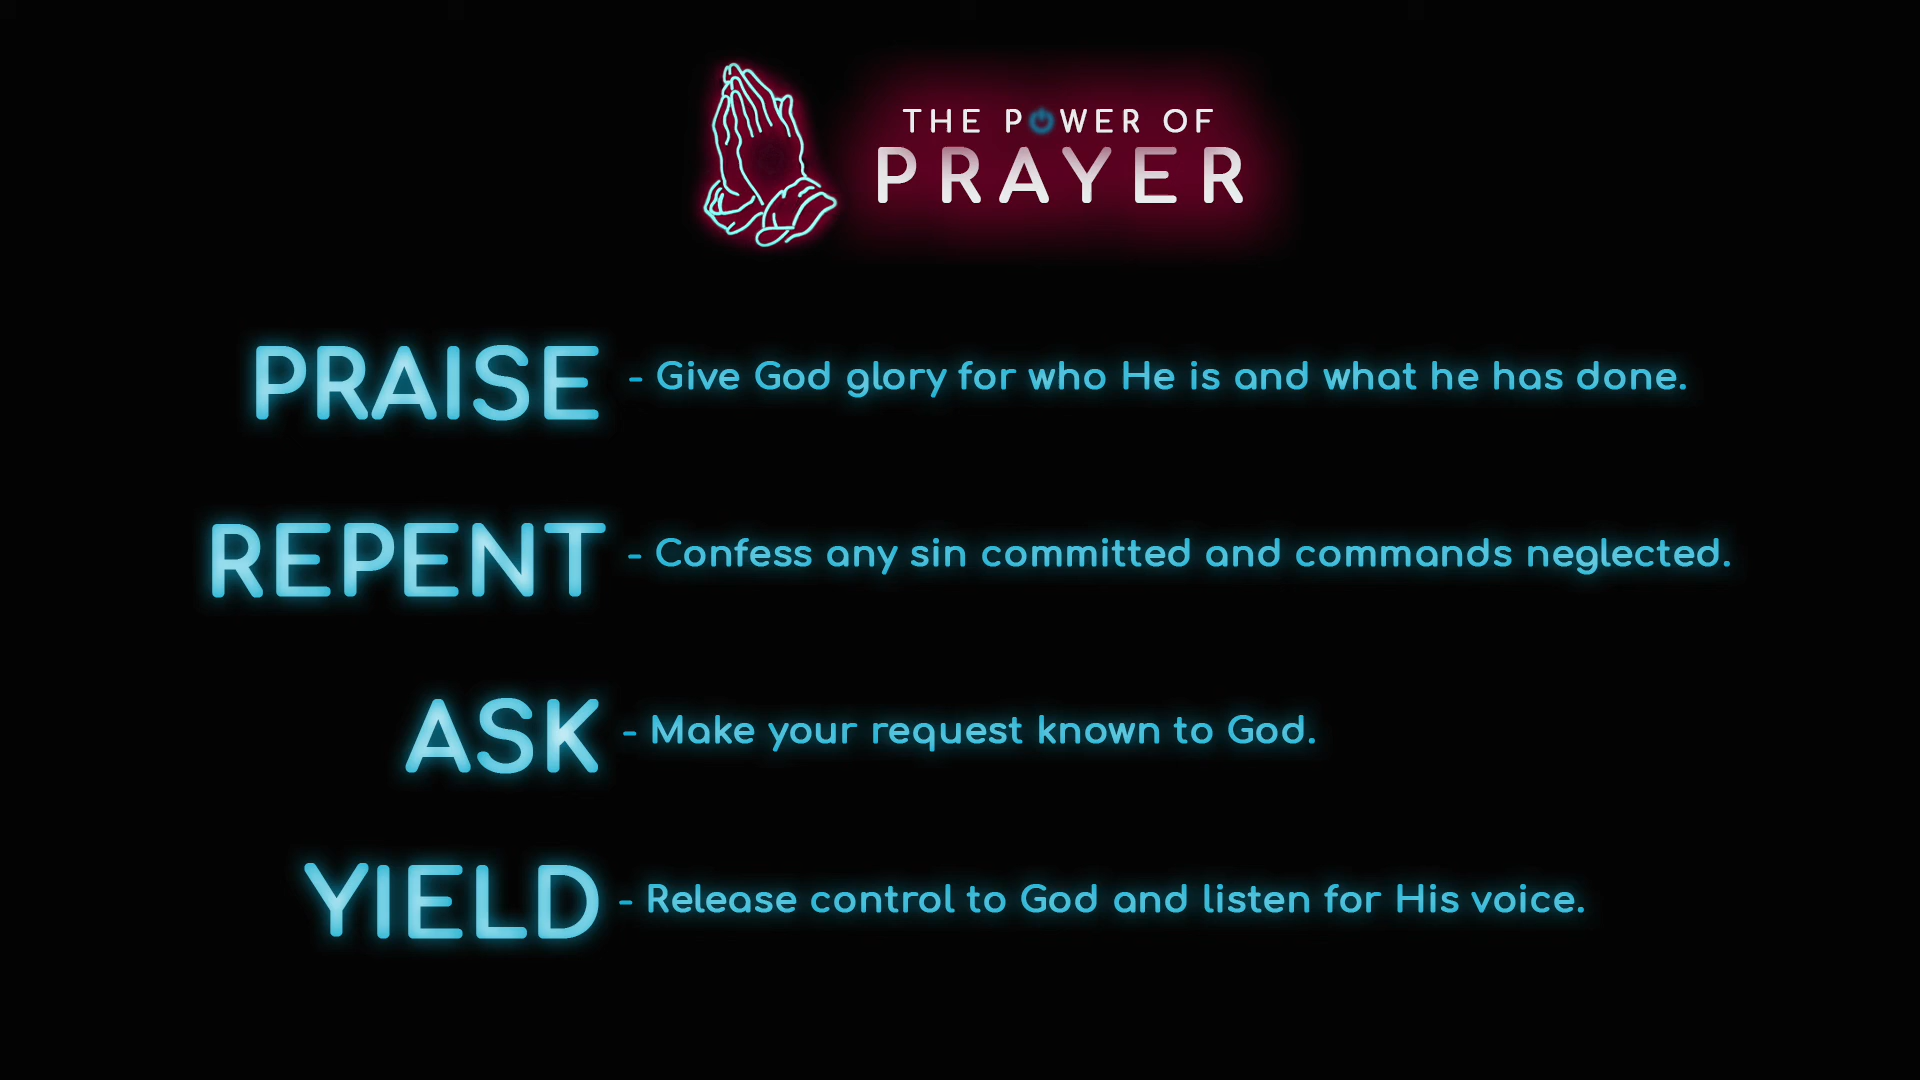 THE POWER OF
PRAYER
PRAISE - Give God glory for who He is and what he has done.
REPENT - Confess any sin committed and commands neglected.
ASK - Make your request known to God.
YIELD - Release control to God and listen for His voice.